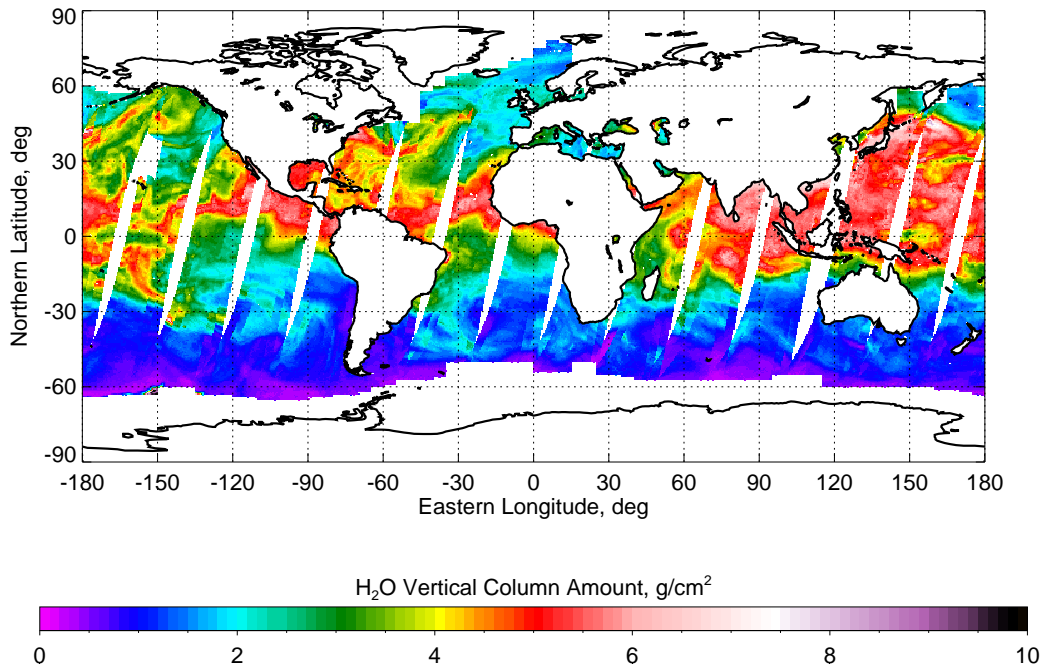 90
60
30
0
-30
-60
-90
Northern Latitude, deg
-180 -150 -120 -90 -60 -30 0 30 60 90 120 150 180
Eastern Longitude, deg
H₂O Vertical Column Amount, g/cm²
0 2 4 6 8 10